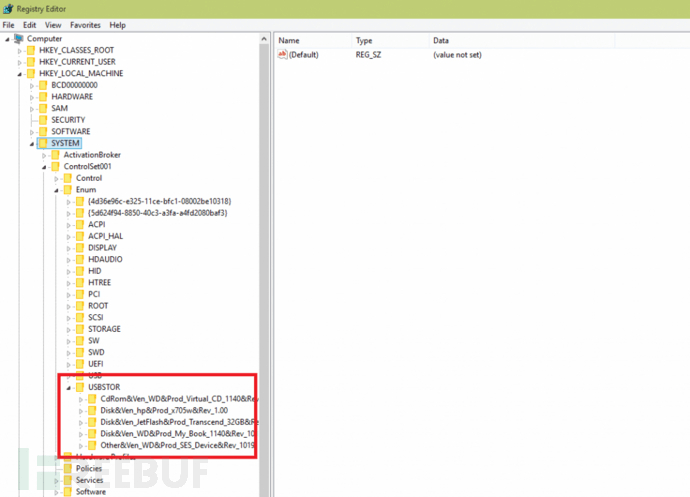 Registry Editor
File Edit View Favorites Help
Computer
HKEY_CLASSES_ROOT
HKEY_CURRENT_USER
HKEY_LOCAL_MACHINE
BCD00000000
HARDWARE
SAM
SECURITY
SOFTWARE
SYSTEM
ActivationBroker
ControlSet001
Control
Enum
{4d36e96c-e325-11ce-bfc1-08002be10318}
{5d624f94-8850-40c3-a3fa-a4fd2080baf3}
ACPI
ACPI_HAL
DISPLAY
HDAUDIO
HID
HTREE
PCI
ROOT
SCSI
STORAGE
SW
SWD
UEFI
USB
USBSTOR
CdRom&Ven_WD&Prod_Virtual_CD_1140&Rev
Disk&Ven_hp&Prod_x705w&Rev_1.00
Disk&Ven_JetFlash&Prod_Transcend_32GB&Re
Disk&Ven_WD&Prod_My_Book_1140&Rev_10
Other&Ven_WD&Prod_SES_Device&Rev_1019
Hardware Profiles
Policies
Services
Software
Name Type Data
(Default) REG_SZ (value not set)
REEBUF